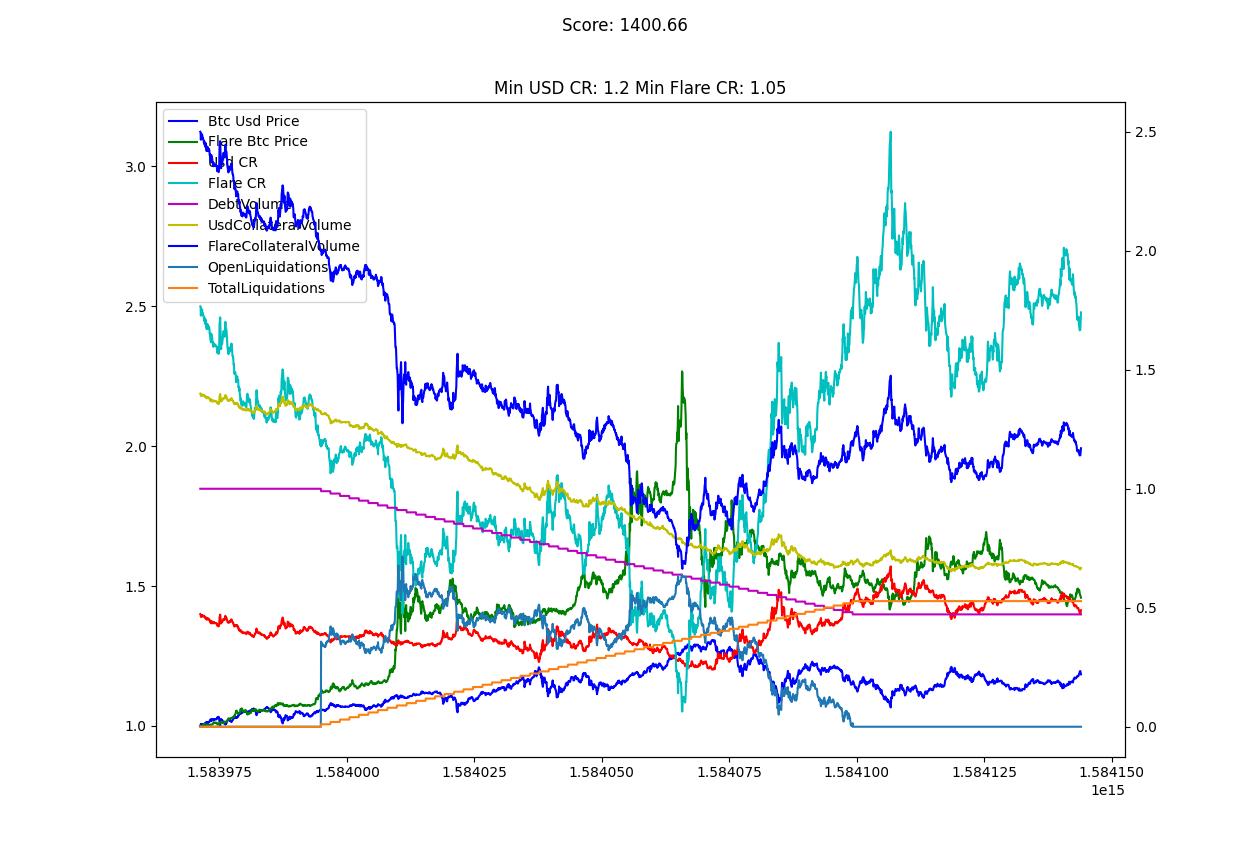 Score: 1400.66
Min USD CR: 1.2 Min Flare CR: 1.05
Btc Usd Price
Flare Btc Price
Usd CR
Flare CR
DebtVolume
UsdCollateralVolume
FlareCollateralVolume
OpenLiquidations
TotalLiquidations
3.0
2.5
2.0
1.5
1.0
2.5
2.0
1.5
1.0
0.5
0.0
1.583975
1.584000
1.584025
1.584050
1.584075
1.584100
1.584125
1.584150
1e15